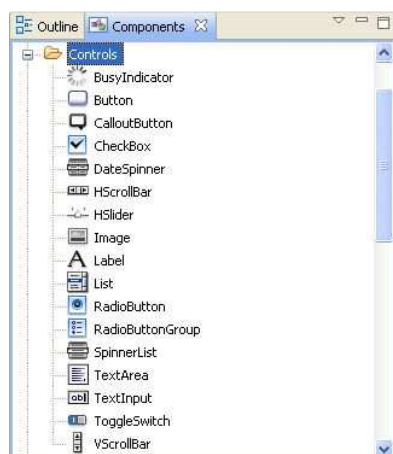 Outline Components
Controls
BusyIndicator
Button
CalloutButton
CheckBox
DateSpinner
HScrollBar
HSlider
Image
A Label
List
RadioButton
RadioButtonGroup
SpinnerList
TextArea
ab TextInput
ToggleSwitch
VScrollBar